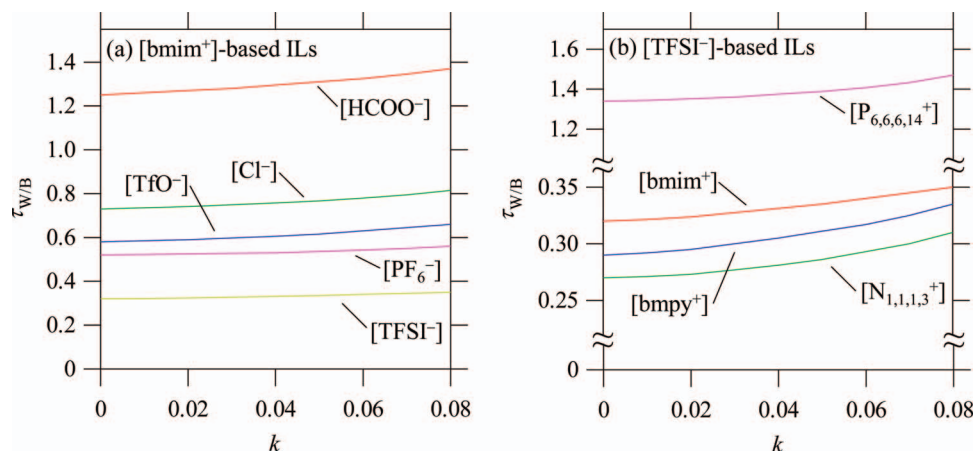 (a) [bmim⁺]-based ILs
1.4
1.2
1.0
0.8
0.6
0.4
0.2
0
τW/B
[HCOO⁻]
[Cl⁻]
[TfO⁻]
[PF₆⁻]
[TFSI⁻]
0 0.02 0.04 0.06 0.08
k
(b) [TFSI⁻]-based ILs
1.6
1.4
1.2
0.35
0.30
0.25
0
τW/B
[P₆,₆,₆,₁₄⁺]
[bmim⁺]
[bmpy⁺]
[N₁,₁,₁,₃⁺]
0 0.02 0.04 0.06 0.08
k